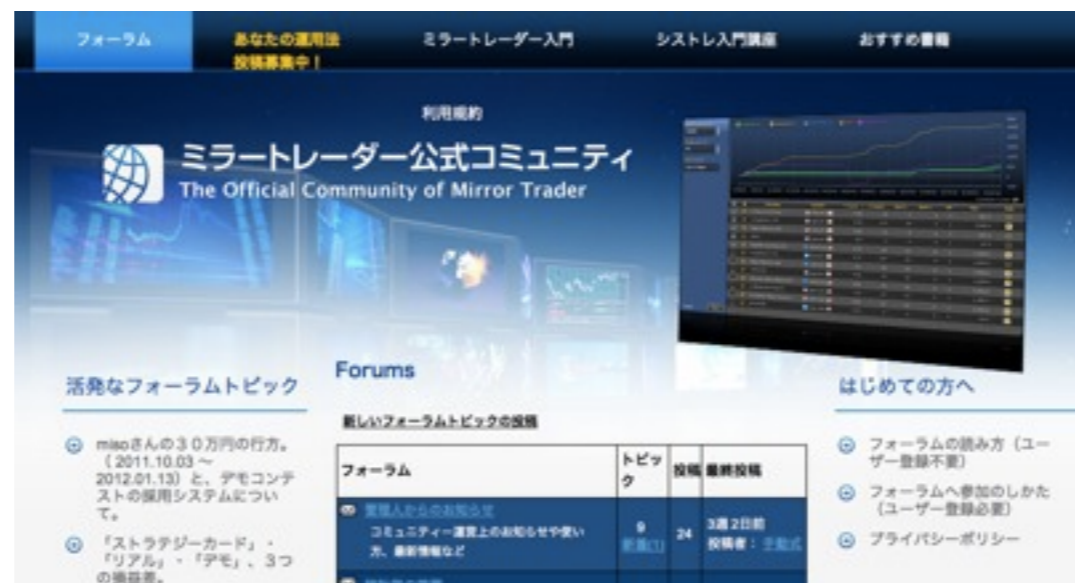 フォーラム
あなたの運用法
投稿募集中！
ミラートレーダー入門
シストレ入門講座
おすすめ書籍
利用規約
ミラートレーダー公式コミュニティ
The Official Community of Mirror Trader
活発なフォーラムトピック
misoさんの３０万円の行方。
（2011.10.03 ～
2012.01.13）と、デモコンテ
ストの採用システムについ
て。
「ストラテジーカード」・
「リアル」・「デモ」、３つ
の損益差。
Forums
新しいフォーラムトピックの投稿
フォーラム
トピッ
ク
投稿
最終投稿
管理人からのお知らせ
コミュニティー運営上のお知らせや使い
方、最新情報など
9
新着(1)
24
3週 2日前
投稿者： 手動式
はじめての方へ
フォーラムの読み方（ユー
ザー登録不要）
フォーラムへ参加のしかた
（ユーザー登録必要）
プライバシーポリシー